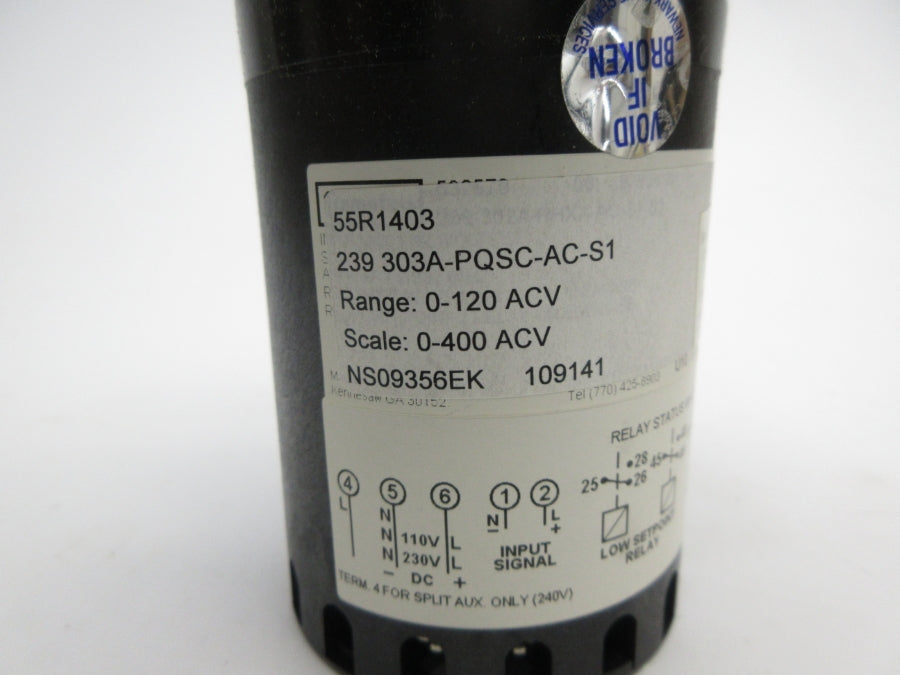 NEWARK SERVICES
VOID
IF
BROKEN
55R1403
239 303A-PQSC-AC-S1
Range: 0-120 ACV
Scale: 0-400 ACV
NS09356EK 109141
Kennesaw GA 30152
Tel (770) 425-8903
RELAY STATUS
4 5 6 1 2
L N N L
N 110V L
N 230V L
− DC + − +
INPUT
SIGNAL
28
25 26 45
LOW SETPOINT
RELAY
TERM. 4 FOR SPLIT AUX. ONLY (240V)